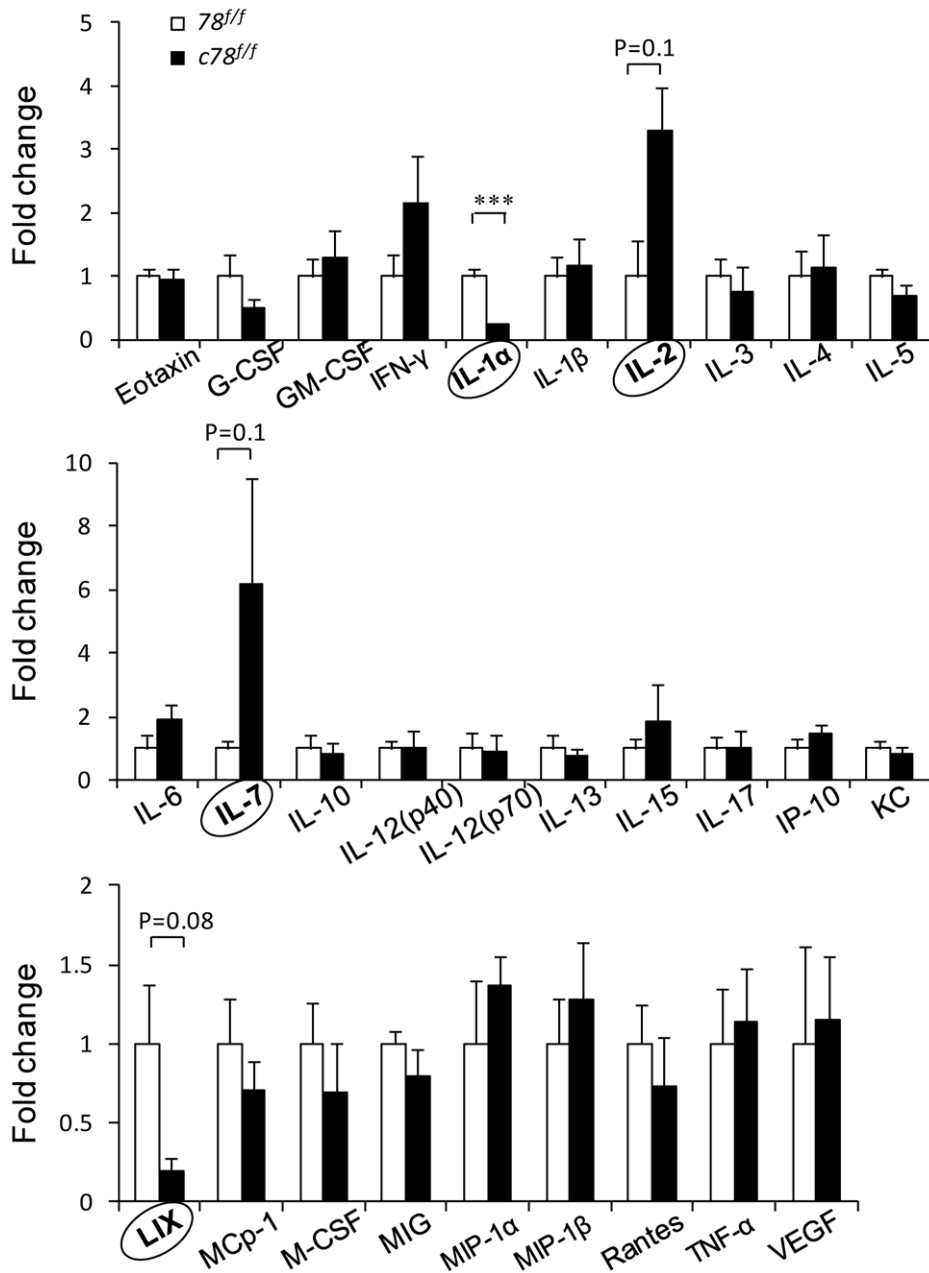 78f/f
c78f/f
P=0.1
***
Fold change
5
4
3
2
1
0
Eotaxin G-CSF GM-CSF IFN-γ IL-1α IL-1β IL-2 IL-3 IL-4 IL-5
P=0.1
Fold change
10
8
6
4
2
0
IL-6 IL-7 IL-10 IL-12(p40) IL-12(p70) IL-13 IL-15 IL-17 IP-10 KC
P=0.08
Fold change
2
1.5
1
0.5
0
LIX MCp-1 M-CSF MIG MIP-1α MIP-1β Rantes TNF-α VEGF